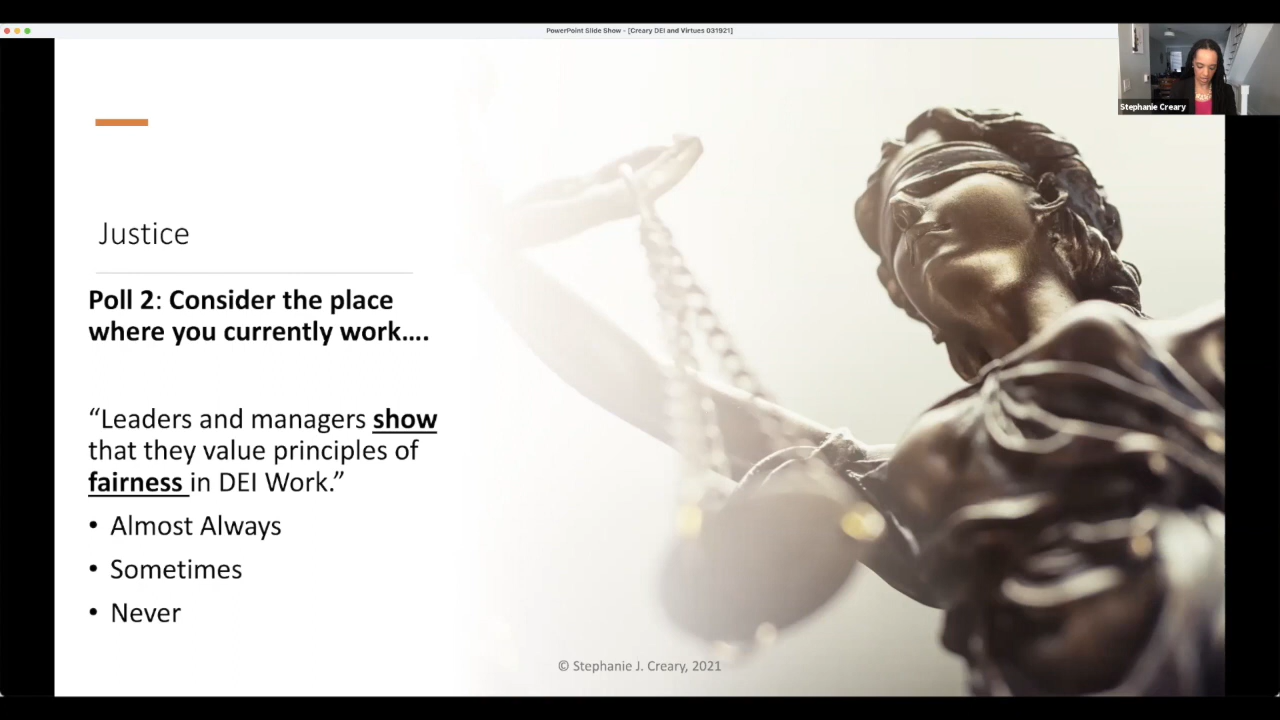 PowerPoint Slide Show - [Creary DEI and Virtues 031921]
Stephanie Creary
Justice
Poll 2: Consider the place
where you currently work….
“Leaders and managers show
that they value principles of
fairness in DEI Work.”
• Almost Always
• Sometimes
• Never
© Stephanie J. Creary, 2021